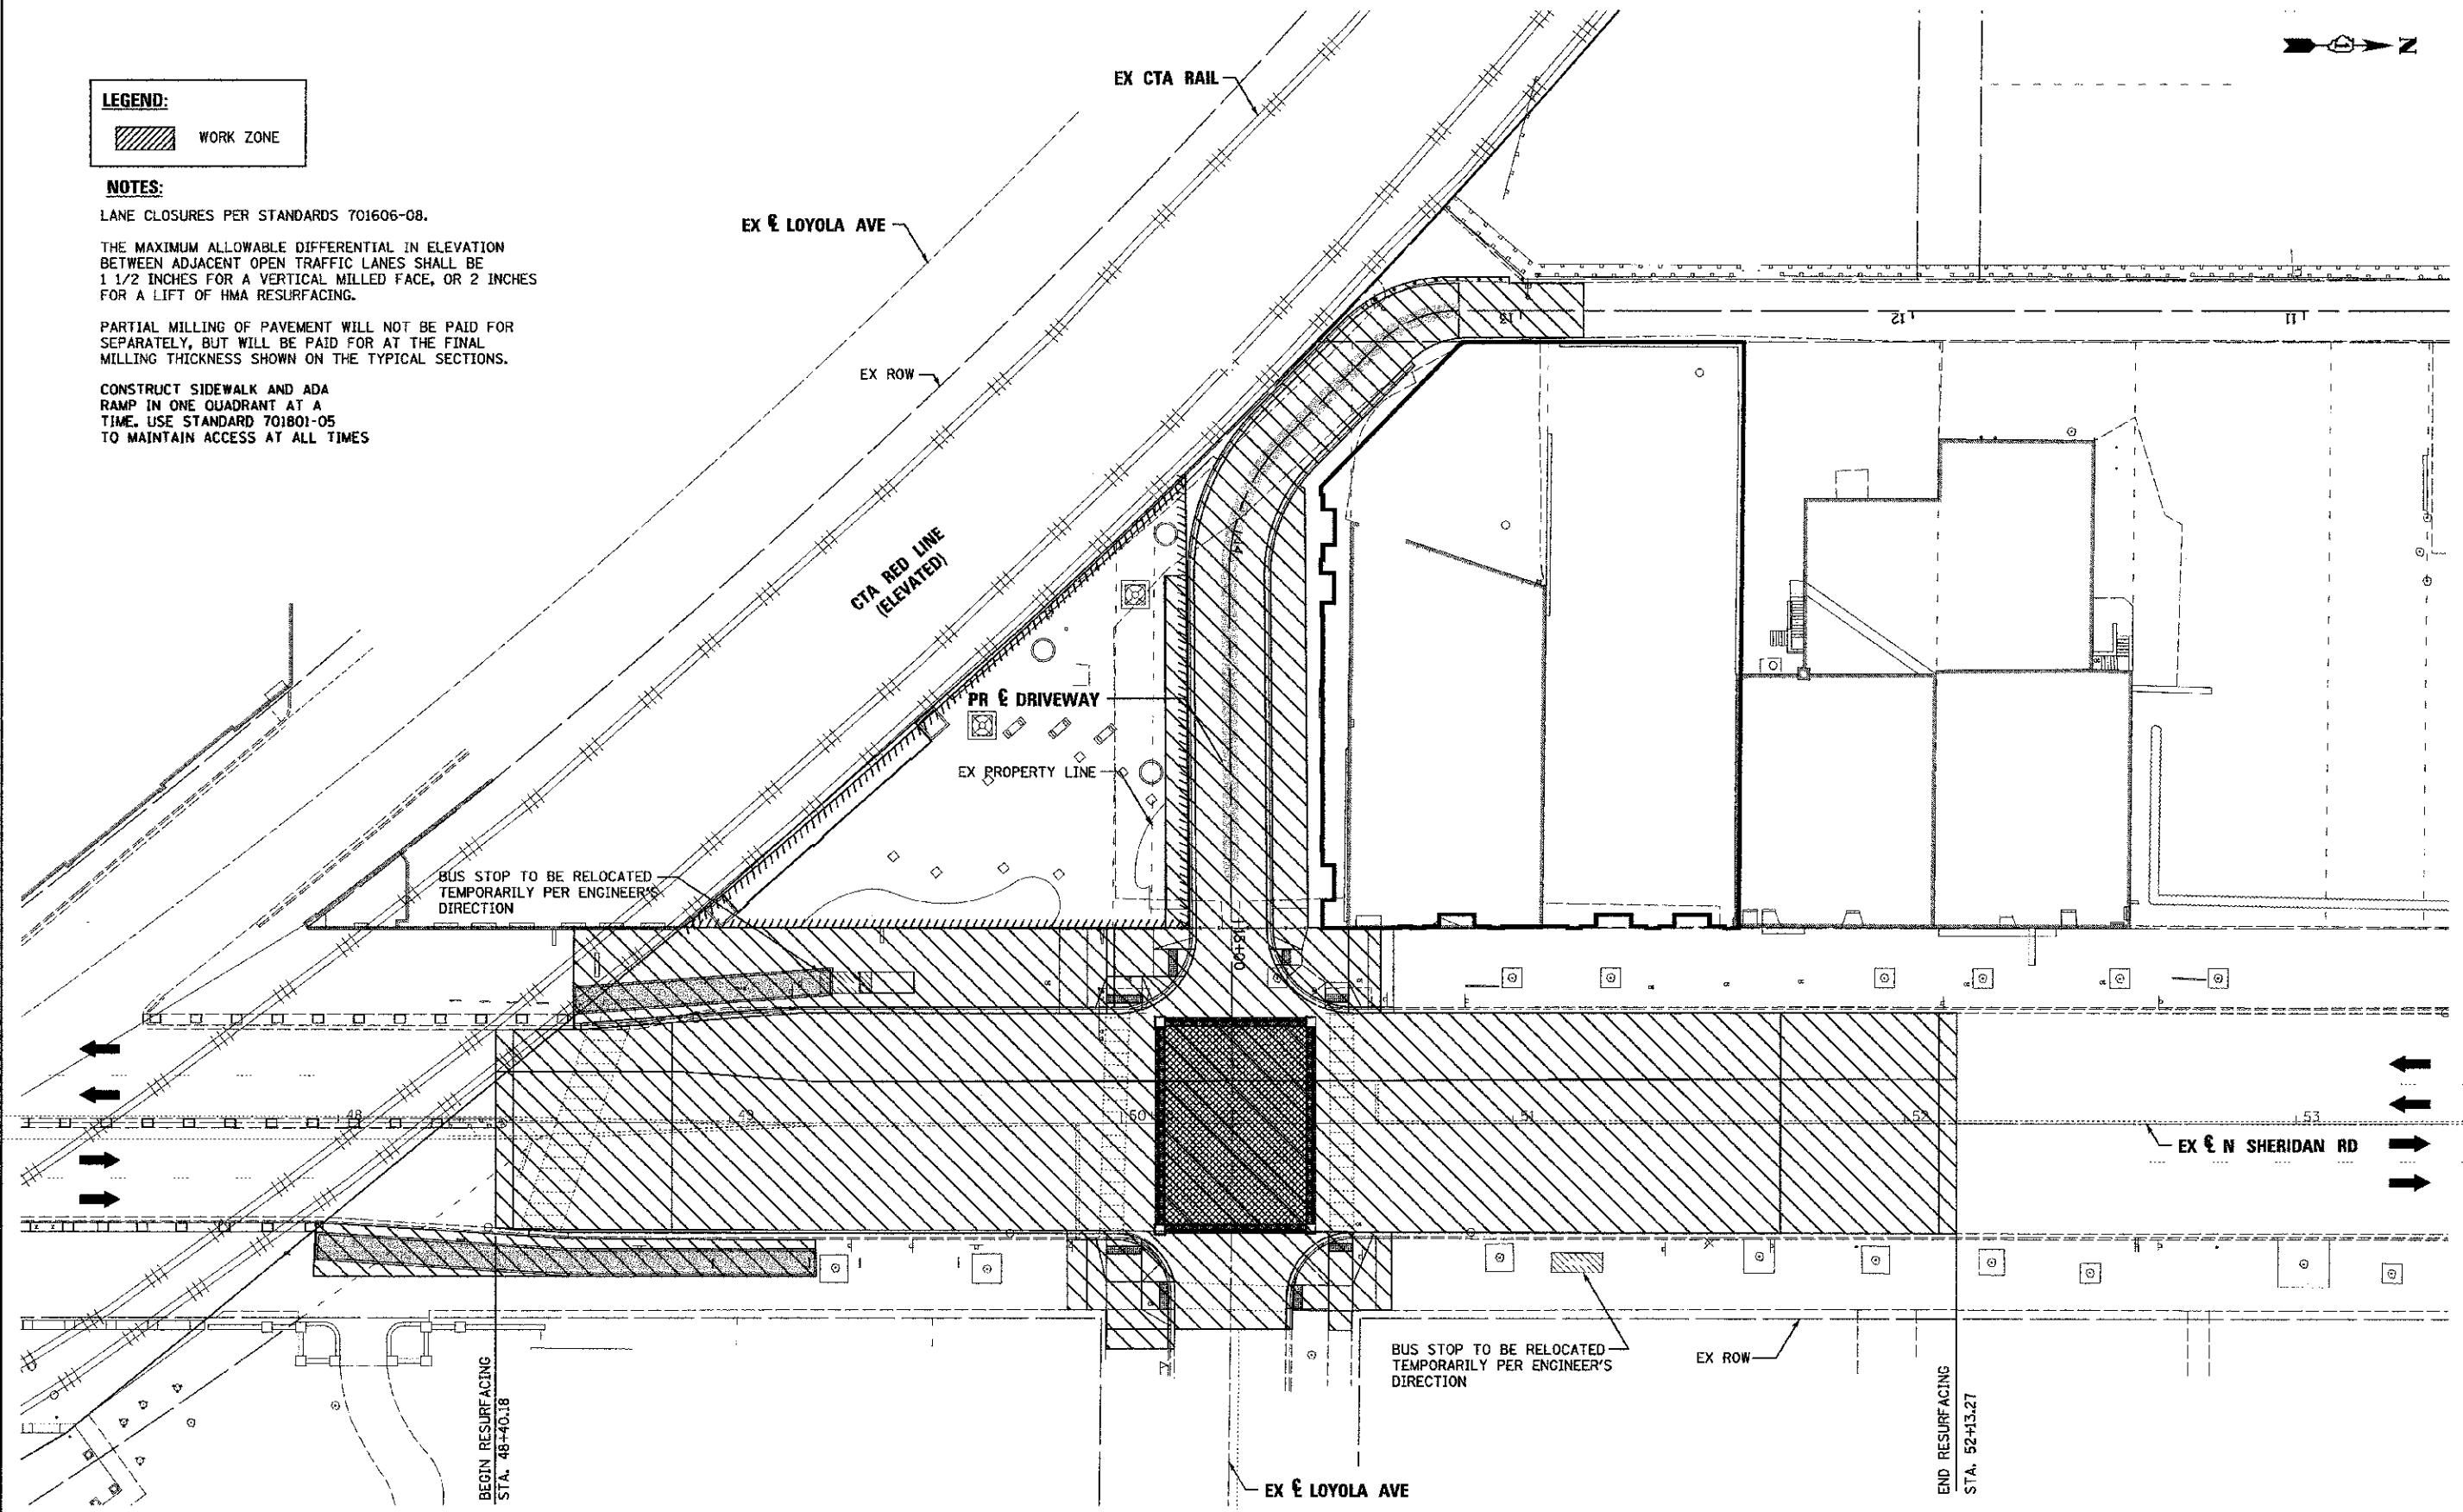 N
LEGEND:
WORK ZONE
NOTES:
LANE CLOSURES PER STANDARDS 701606-08.
THE MAXIMUM ALLOWABLE DIFFERENTIAL IN ELEVATION
BETWEEN ADJACENT OPEN TRAFFIC LANES SHALL BE
1 1/2 INCHES FOR A VERTICAL MILLED FACE, OR 2 INCHES
FOR A LIFT OF HMA RESURFACING.
PARTIAL MILLING OF PAVEMENT WILL NOT BE PAID FOR
SEPARATELY, BUT WILL BE PAID FOR AT THE FINAL
MILLING THICKNESS SHOWN ON THE TYPICAL SECTIONS.
CONSTRUCT SIDEWALK AND ADA
RAMP IN ONE QUADRANT AT A
TIME. USE STANDARD 701801-05
TO MAINTAIN ACCESS AT ALL TIMES
EX CTA RAIL
EX ℄ LOYOLA AVE
EX ROW
13
12
11
CTA RED LINE
(ELEVATED)
14
PR ℄ DRIVEWAY
EX PROPERTY LINE
BUS STOP TO BE RELOCATED
TEMPORARILY PER ENGINEER'S
DIRECTION
15+00
48
49
50
51
52
53
EX ℄ N SHERIDAN RD
BUS STOP TO BE RELOCATED
TEMPORARILY PER ENGINEER'S
DIRECTION
EX ROW
BEGIN RESURFACING
STA. 48+40.18
END RESURFACING
STA. 52+13.27
EX ℄ LOYOLA AVE